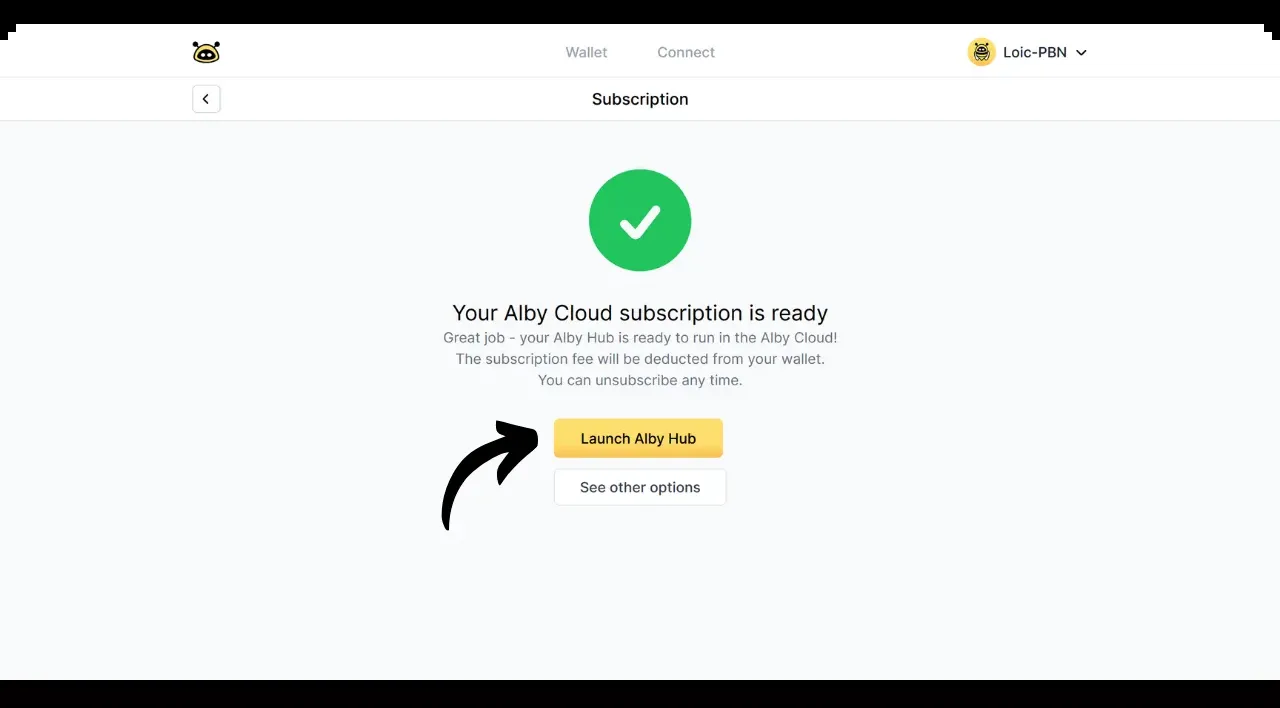 Wallet
Connect
Loic-PBN
Subscription
Your Alby Cloud subscription is ready
Great job - your Alby Hub is ready to run in the Alby Cloud!
The subscription fee will be deducted from your wallet.
You can unsubscribe any time.
Launch Alby Hub
See other options